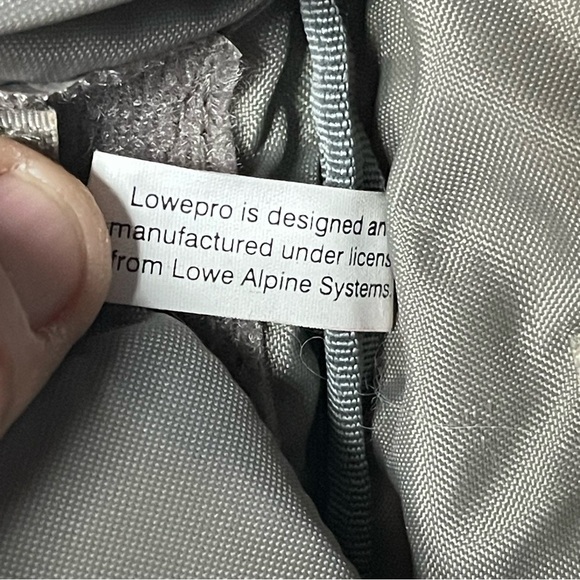 Lowepro is designed an
manufactured under licens
from Lowe Alpine Systems.